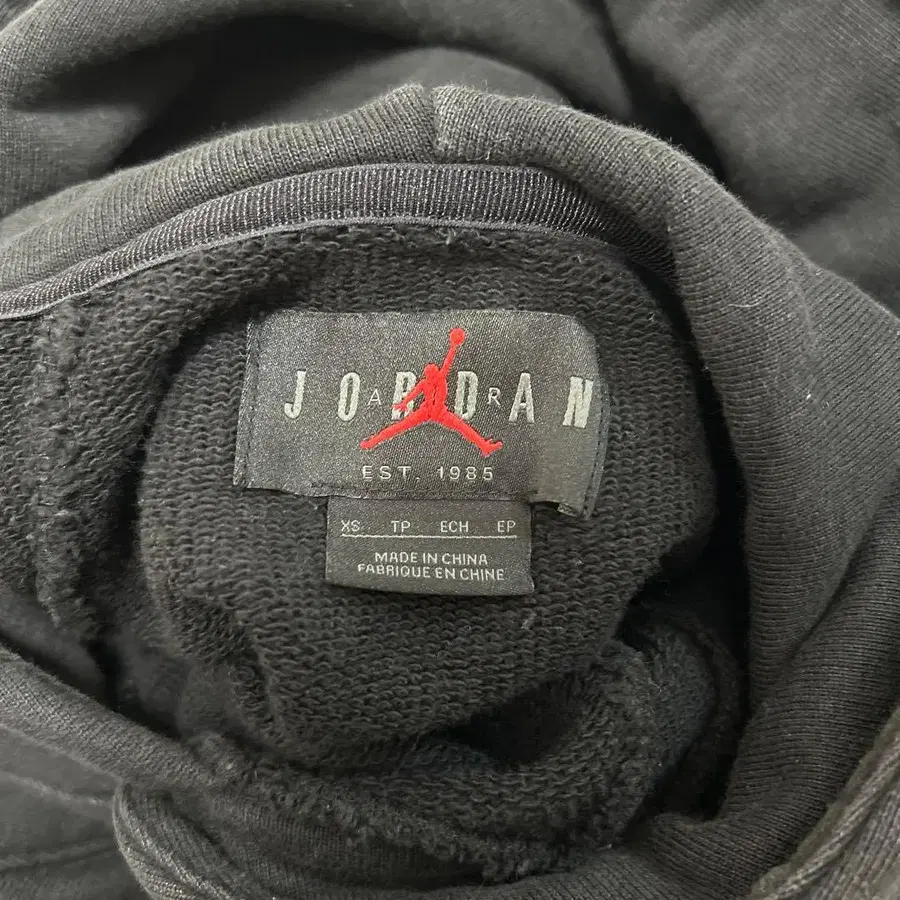 JORDAN
AIR
EST. 1985
XS TP ECH EP
MADE IN CHINA
FABRIQUE EN CHINE